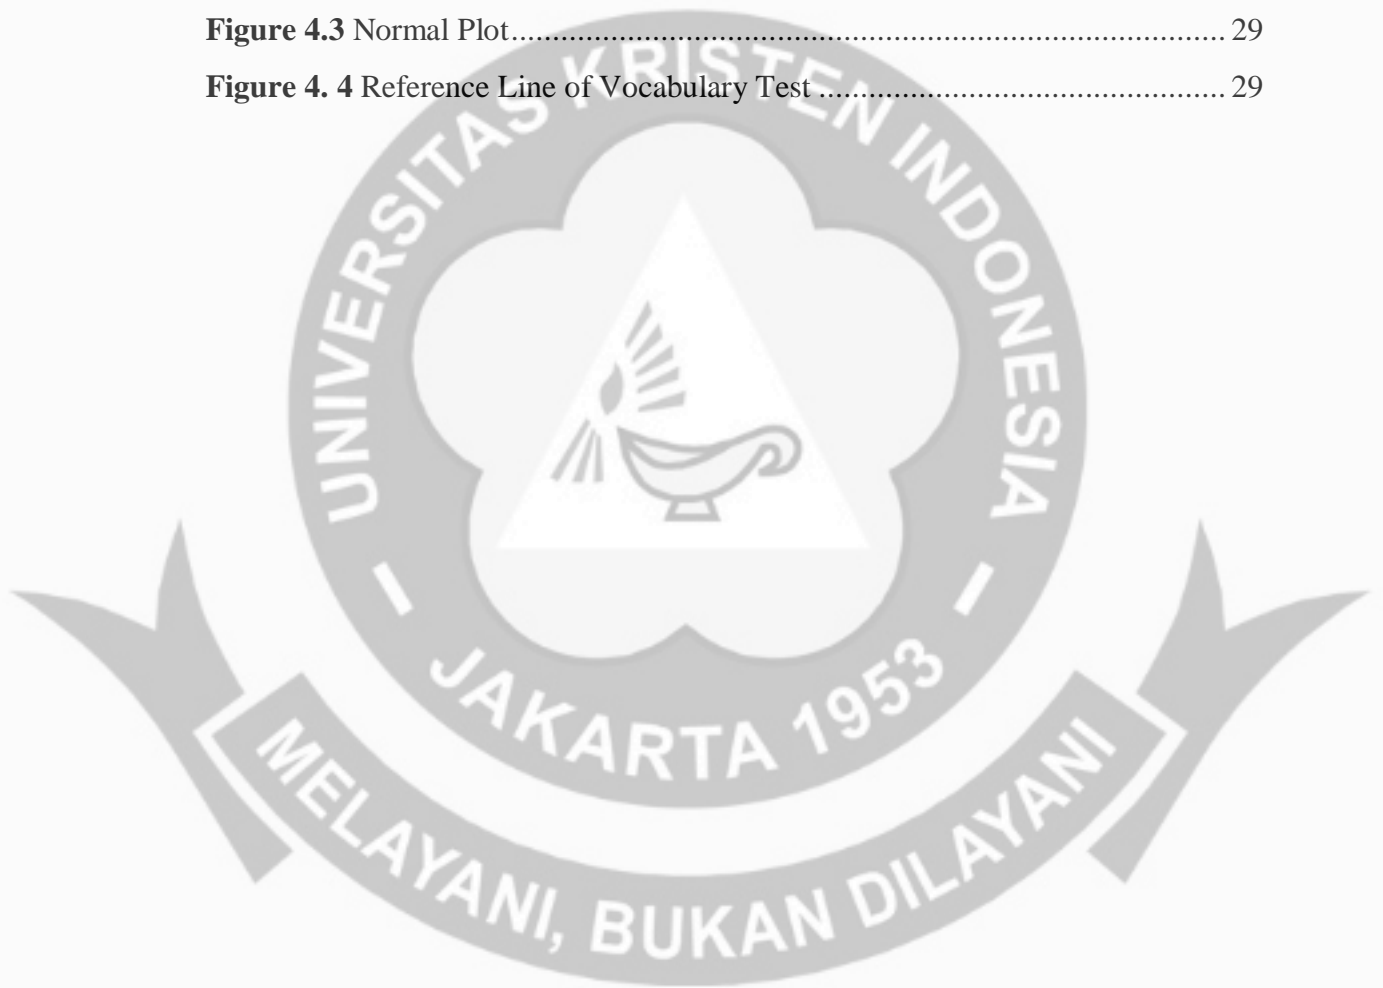 Figure 4.3 Normal Plot........................................................................................... 29
Figure 4. 4 Reference Line of Vocabulary Test .................................................... 29
UNIVERSITAS KRISTEN INDONESIA
JAKARTA 1953
MELAYANI, BUKAN DILAYANI